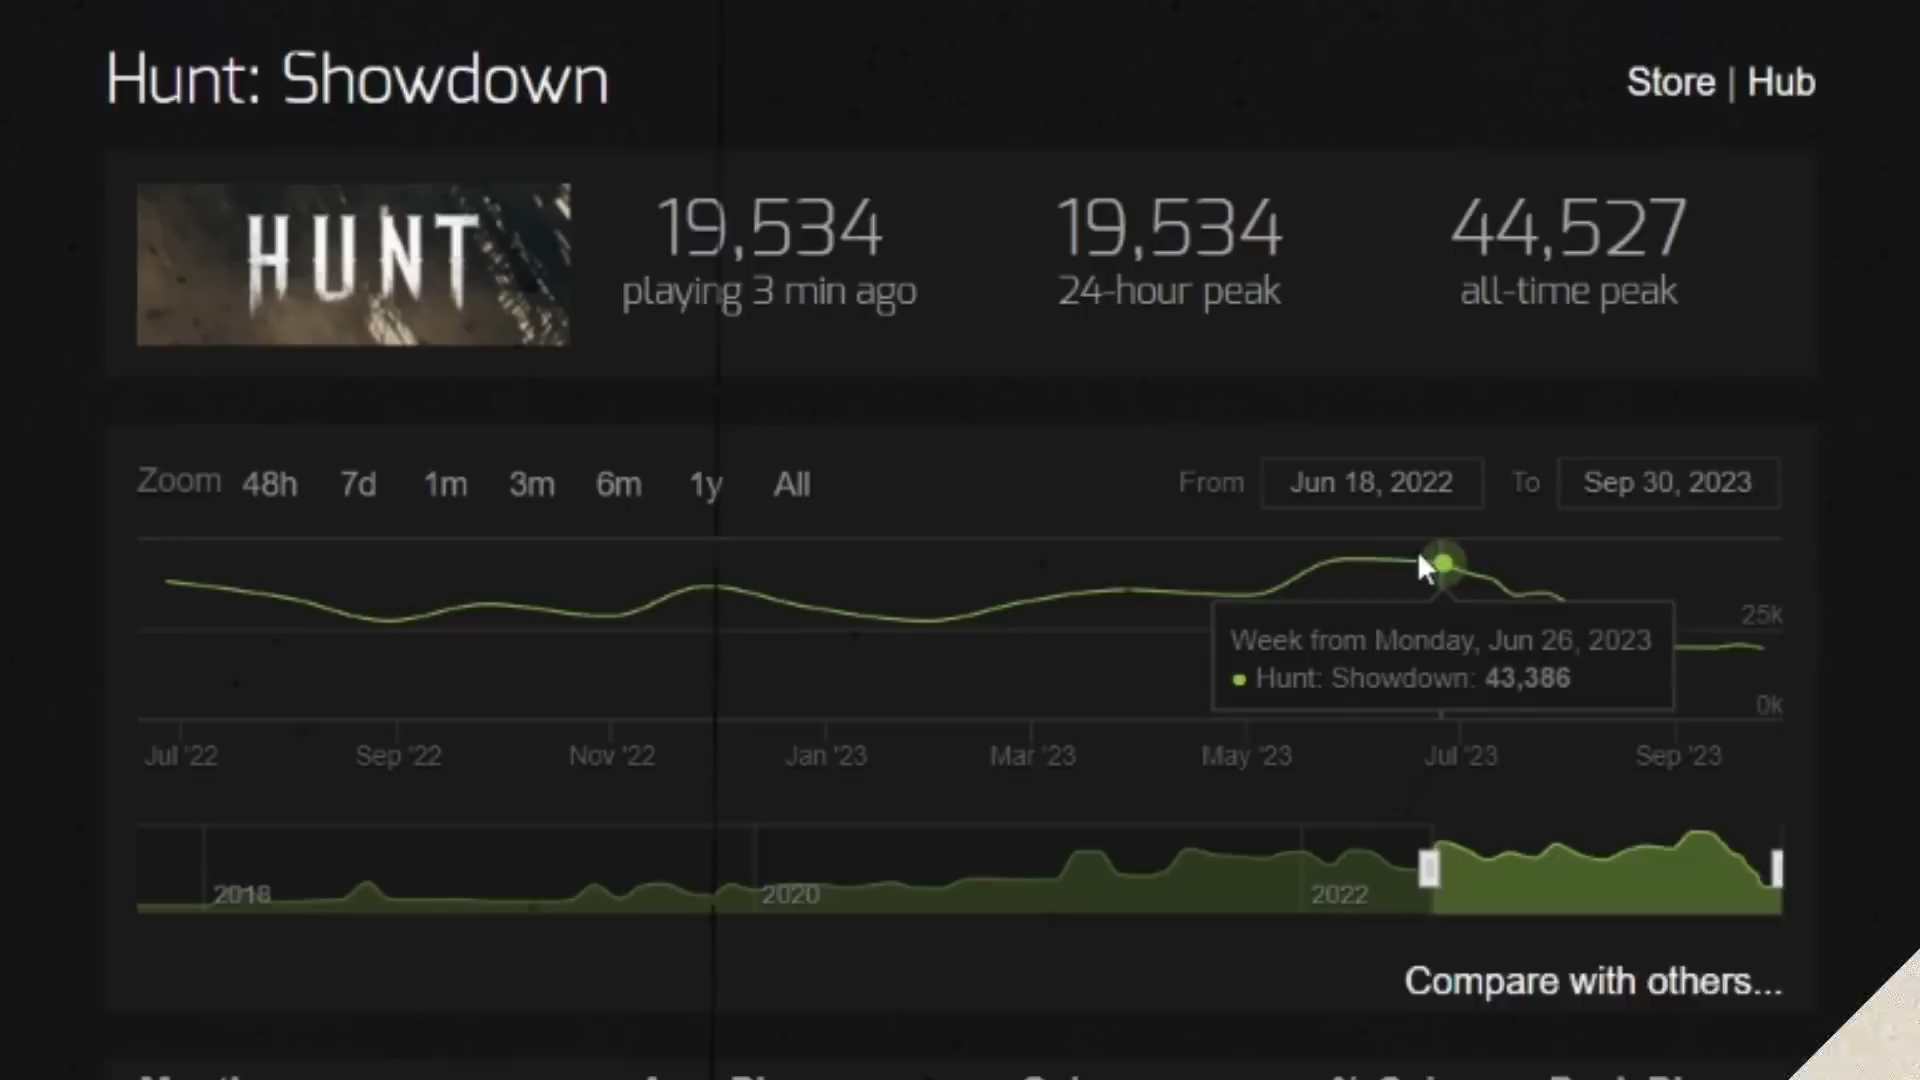 Hunt: Showdown
Store | Hub
HUNT
19,534
playing 3 min ago
19,534
24-hour peak
44,527
all-time peak
Zoom 48h 7d 1m 3m 6m 1y All
From Jun 18, 2022 To Sep 30, 2023
25k
Week from Monday, Jun 26, 2023
Hunt: Showdown: 43,386
0k
Jul '22 Sep '22 Nov '22 Jan '23 Mar '23 May '23 Jul '23 Sep '23
2018 2020 2022
Compare with others...